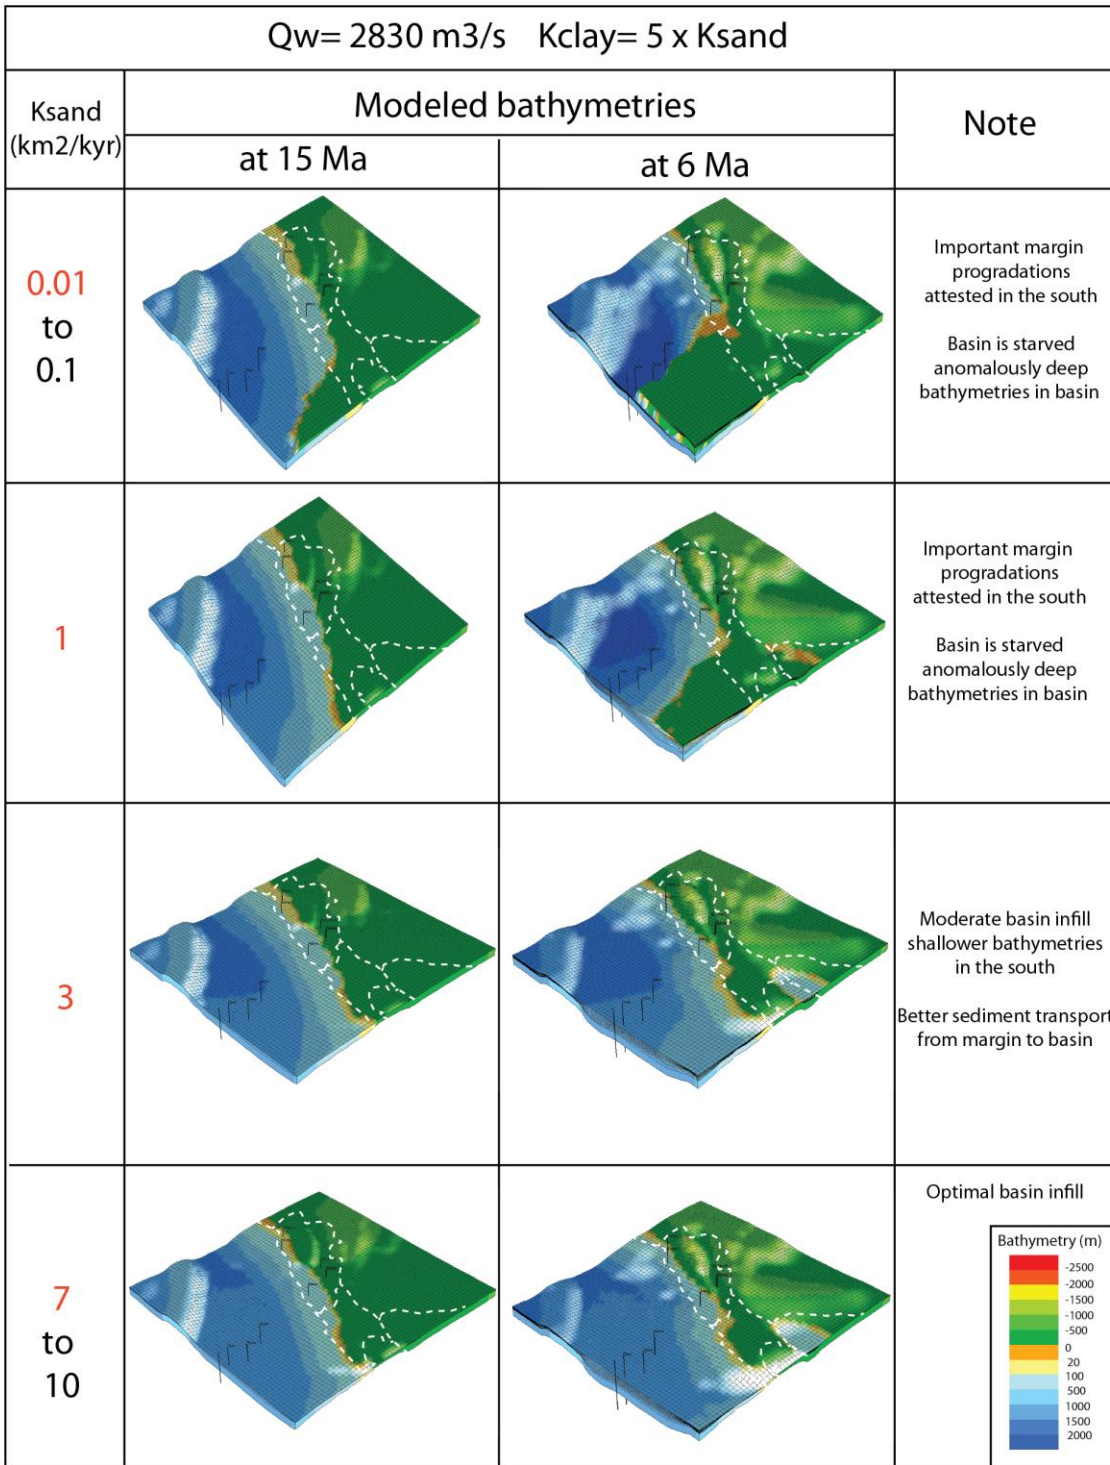 Qw= 2830 m3/s Kclay= 5 x Ksand
Ksand
(km2/kyr)
Modeled bathymetries
at 15 Ma
at 6 Ma
Note
0.01
to
0.1
Important margin
progradations
attested in the south
Basin is starved
anomalously deep
bathymetries in basin
1
Important margin
progradations
attested in the south
Basin is starved
anomalously deep
bathymetries in basin
3
Moderate basin infill
shallower bathymetries
in the south
Better sediment transport
from margin to basin
7
to
10
Optimal basin infill
Bathymetry (m)
-2500
-2000
-1500
-1000
-500
0
20
100
500
1000
1500
2000